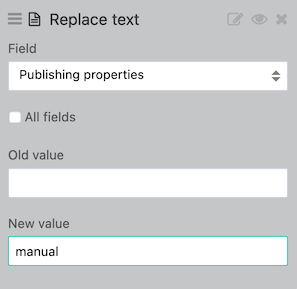 Replace text
Field
Publishing properties
All fields
Old value
New value
manual